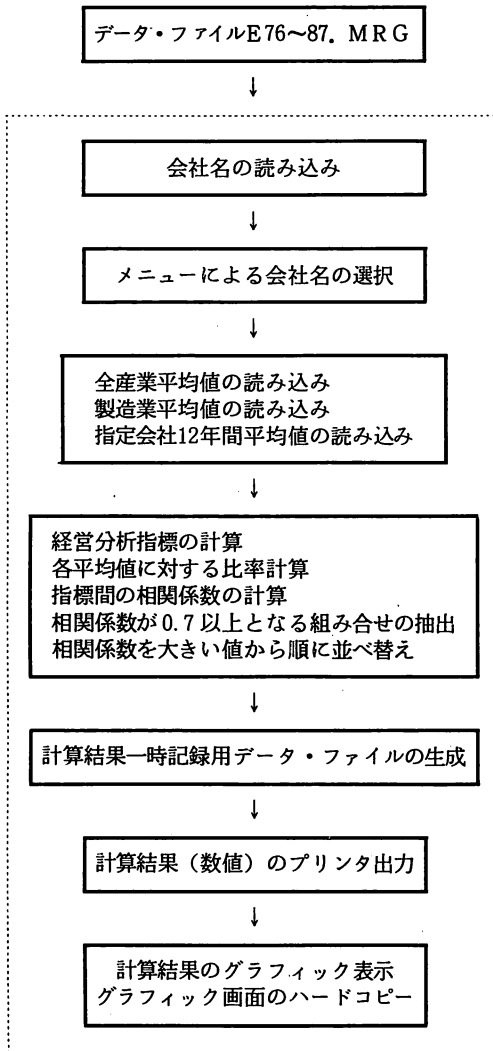 データ・ファイルE76～87．MRG
↓
会社名の読み込み
↓
メニューによる会社名の選択
↓
全産業平均値の読み込み
製造業平均値の読み込み
指定会社12年間平均値の読み込み
↓
経営分析指標の計算
各平均値に対する比率計算
指標間の相関係数の計算
相関係数が0.7以上となる組み合せの抽出
相関係数を大きい値から順に並べ替え
↓
計算結果一時記録用データ・ファイルの生成
↓
計算結果（数値）のプリンタ出力
↓
計算結果のグラフィック表示
グラフィック画面のハードコピー